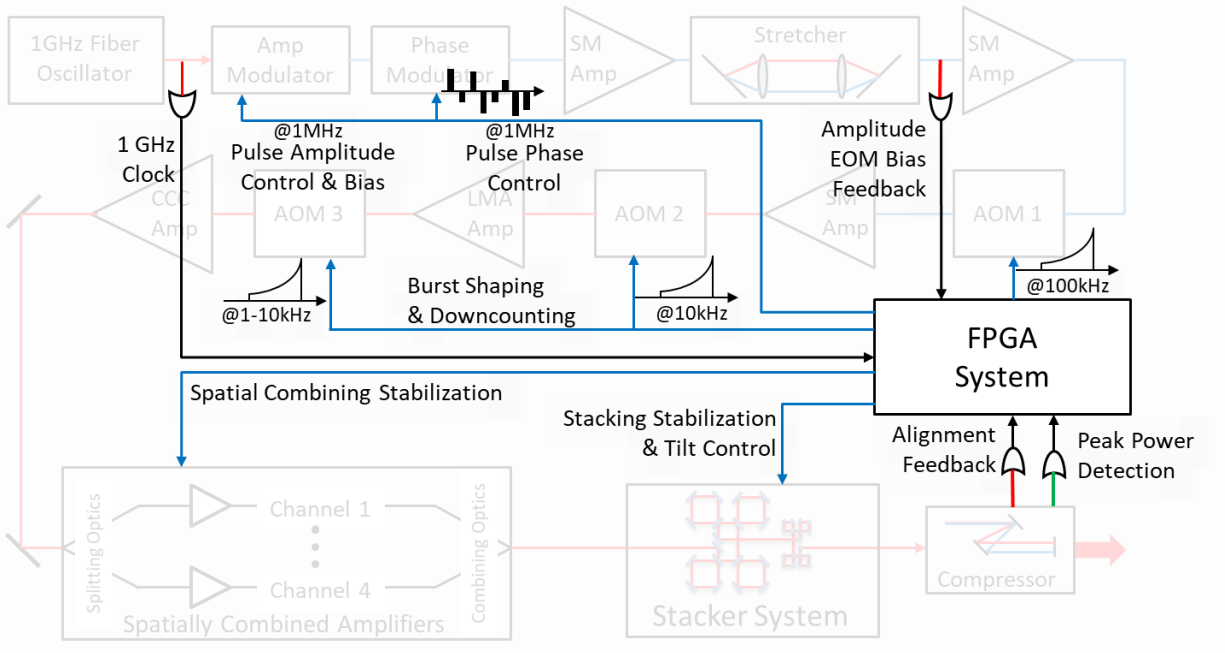 1GHz Fiber
Oscillator
Amp
Modulator
Phase
Modulator
SM
Amp
Stretcher
SM
Amp
@1MHz
Pulse Amplitude
Control & Bias
@1MHz
Pulse Phase
Control
Amplitude
EOM Bias
Feedback
1 GHz
Clock
CCC
Amp
AOM 3
LMA
Amp
AOM 2
SM
Amp
AOM 1
@1-10kHz
Burst Shaping
& Downcounting
@10kHz
@100kHz
FPGA
System
Spatial Combining Stabilization
Stacking Stabilization
& Tilt Control
Alignment
Feedback
Peak Power
Detection
Splitting Optics
Channel 1
Channel 4
Combining Optics
Spatially Combined Amplifiers
Stacker System
Compressor